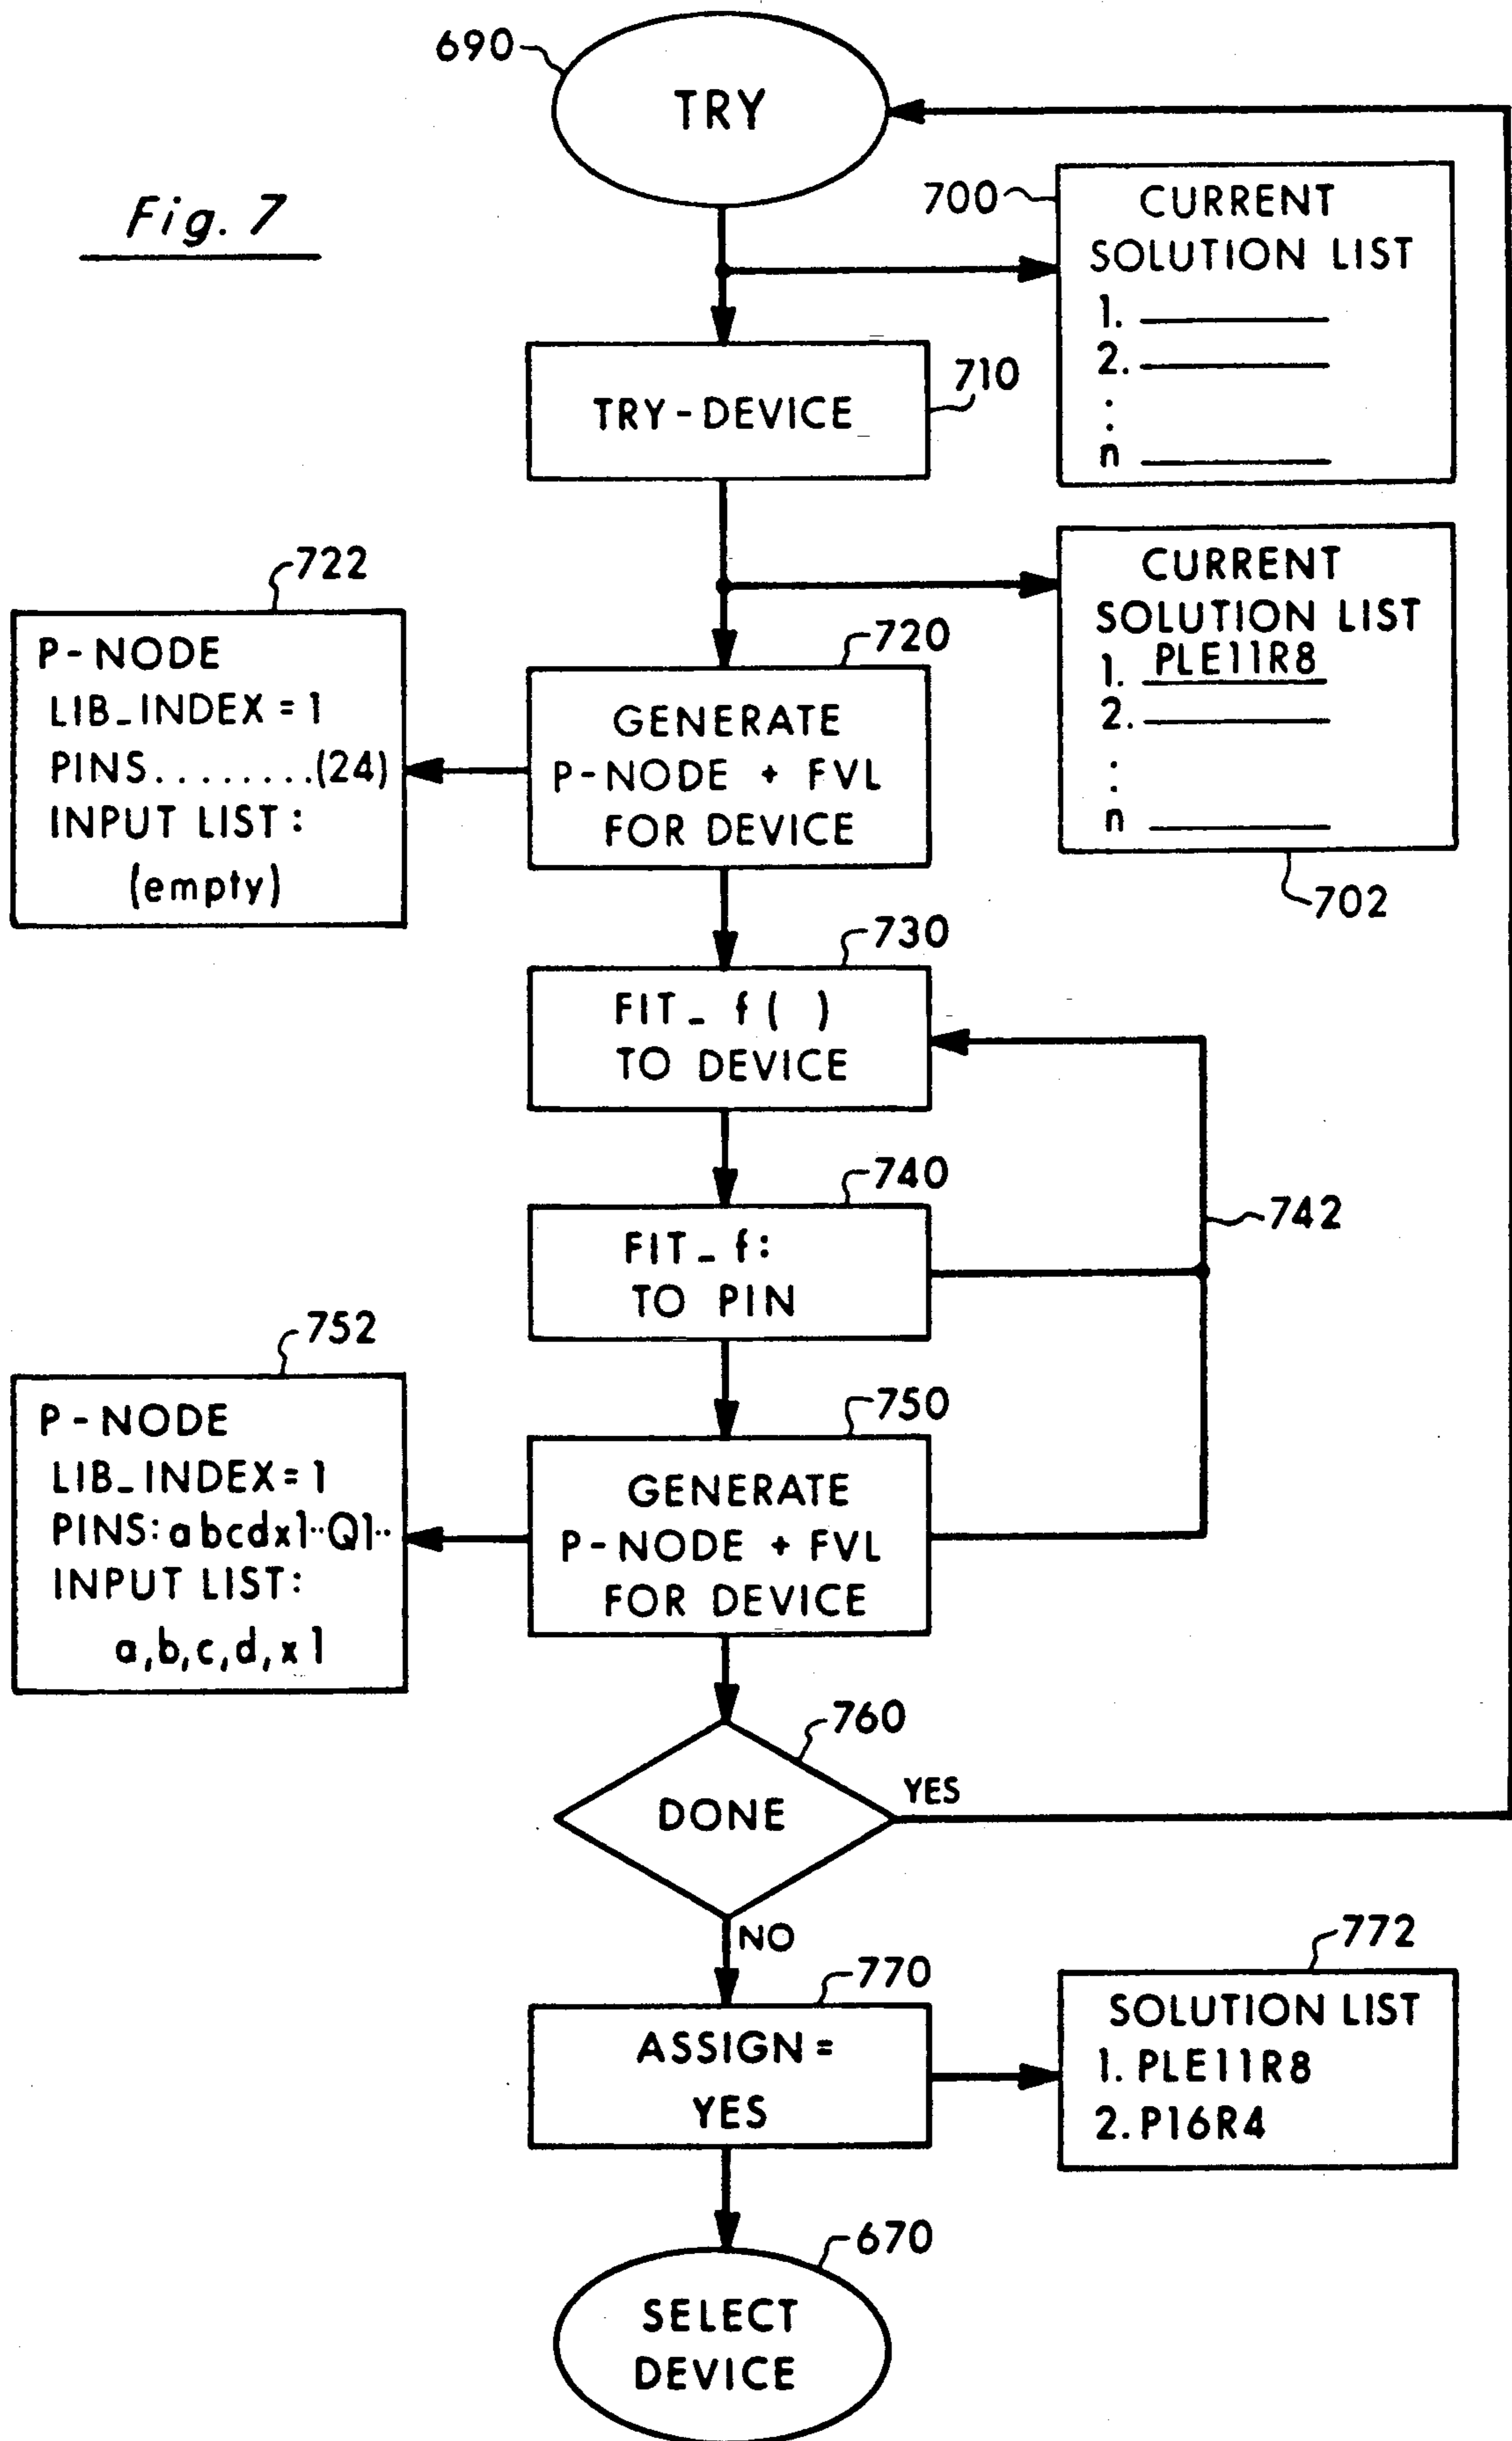 690
TRY
Fig. 7
700
CURRENT
SOLUTION LIST
1.
2.
:
n
710
TRY-DEVICE
722
P-NODE
LIB_INDEX = 1
PINS........(24)
INPUT LIST:
(empty)
720
GENERATE
P-NODE + FVL
FOR DEVICE
CURRENT
SOLUTION LIST
1. PLE11R8
2.
:
n
702
730
FIT_ f( )
TO DEVICE
740
FIT_ f:
TO PIN
742
752
P-NODE
LIB_INDEX = 1
PINS: abcdx1··Q1··
INPUT LIST:
a,b,c,d,x1
750
GENERATE
P-NODE + FVL
FOR DEVICE
760
DONE
YES
NO
770
ASSIGN =
YES
772
SOLUTION LIST
1. PLE11R8
2. P16R4
670
SELECT
DEVICE